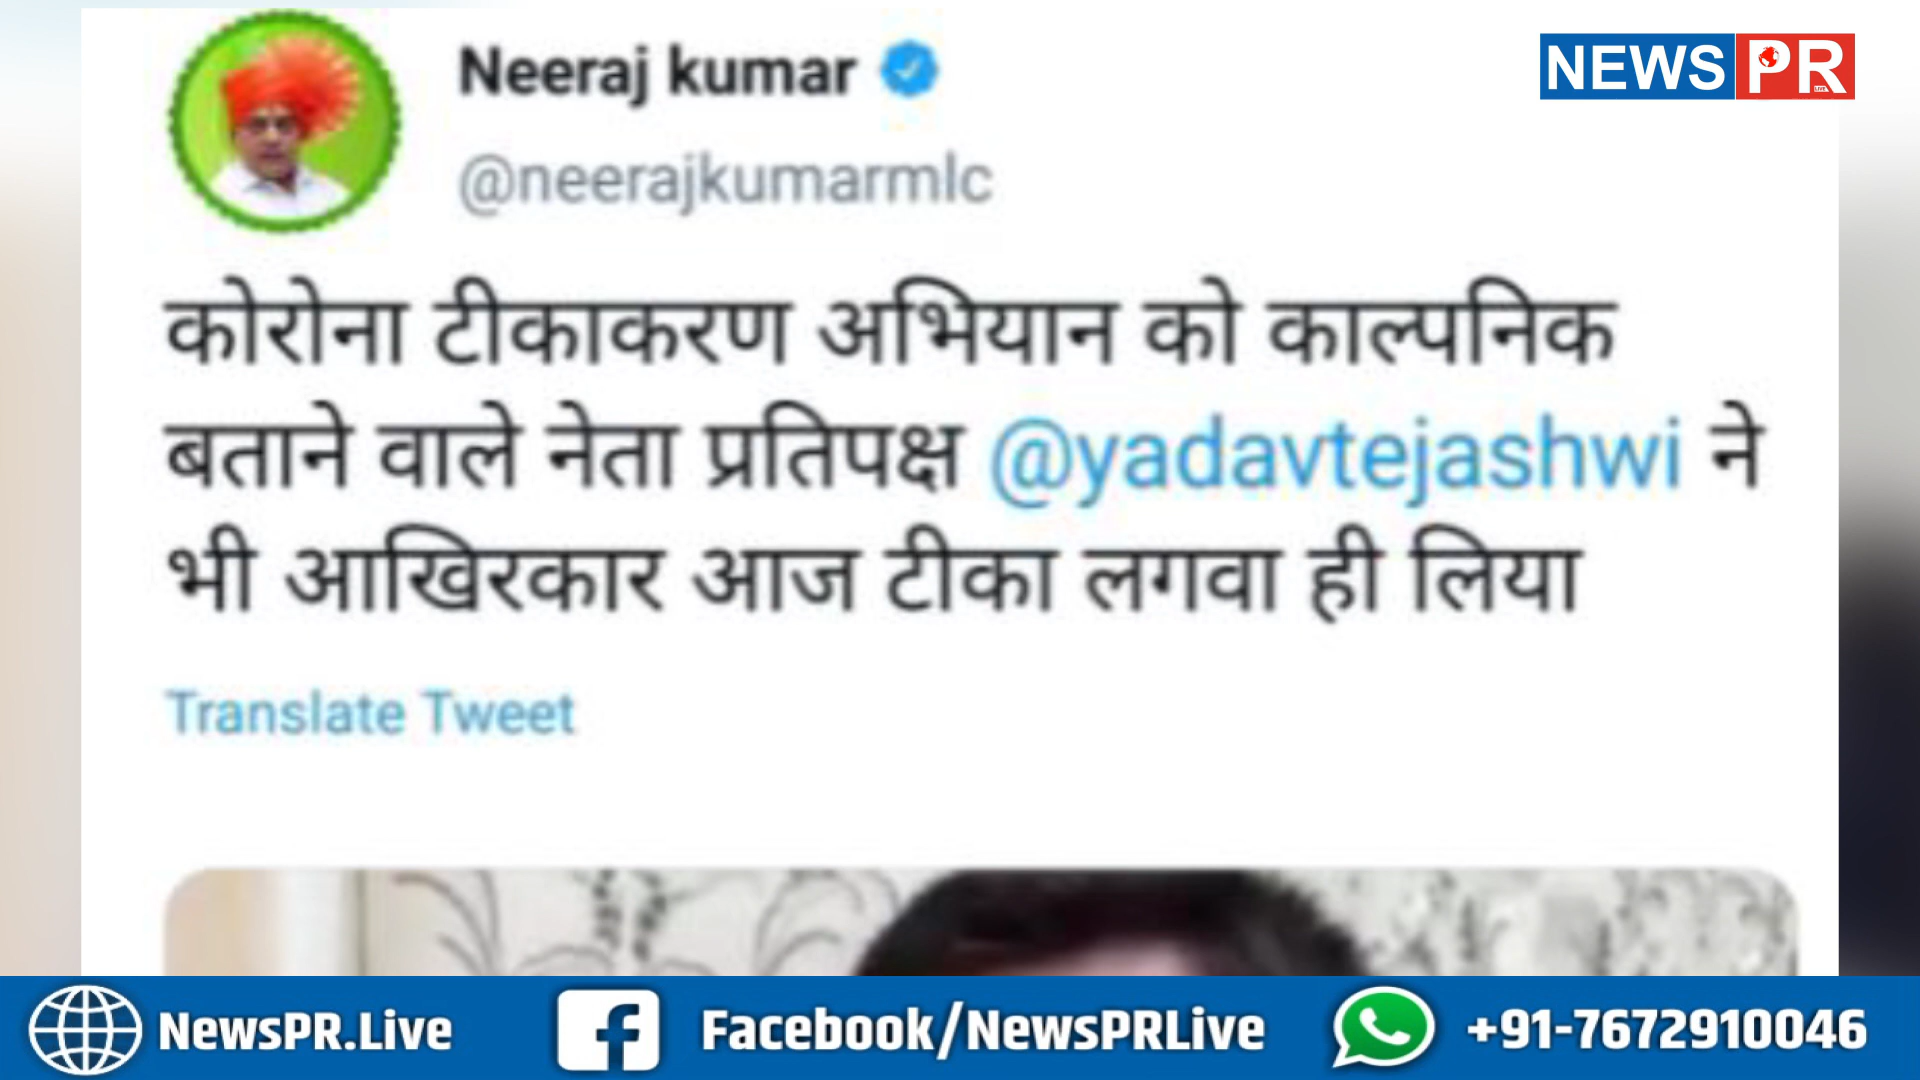 Neeraj kumar
@neerajkumarmlc
NEWS PR
कोरोना टीकाकरण अभियान को काल्पनिक
बताने वाले नेता प्रतिपक्ष @yadavtejashwi ने
भी आखिरकार आज टीका लगवा ही लिया
Translate Tweet
NewsPR.Live
Facebook/NewsPRLive
+91-7672910046